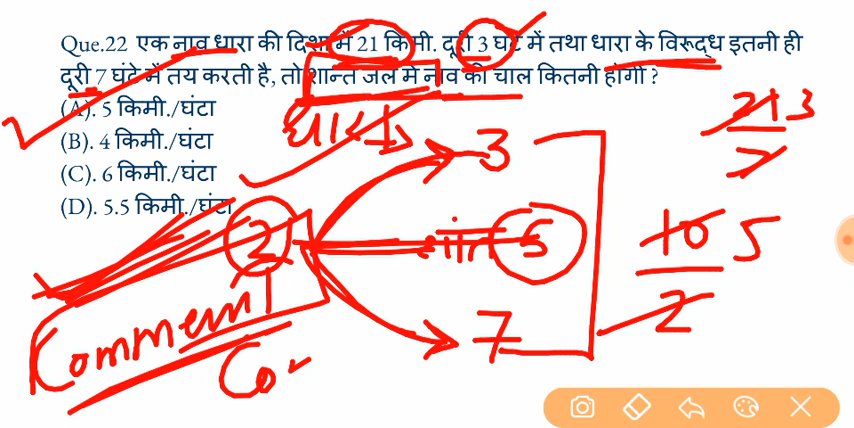 Que.22 एक नाव धारा की दिशा में 21 किमी. दूरी 3 घंटे में तथा धारा के विरूद्ध इतनी ही
दूरी 7 घंटे में तय करती है, तो शान्त जल में नाव की चाल कितनी होगी ?
(A). 5 किमी./घंटा
(B). 4 किमी./घंटा
(C). 6 किमी./घंटा
(D). 5.5 किमी./घंटा
धारा
3
21 3
7
21
शांत 5
10 5
2
7
Comment
Co